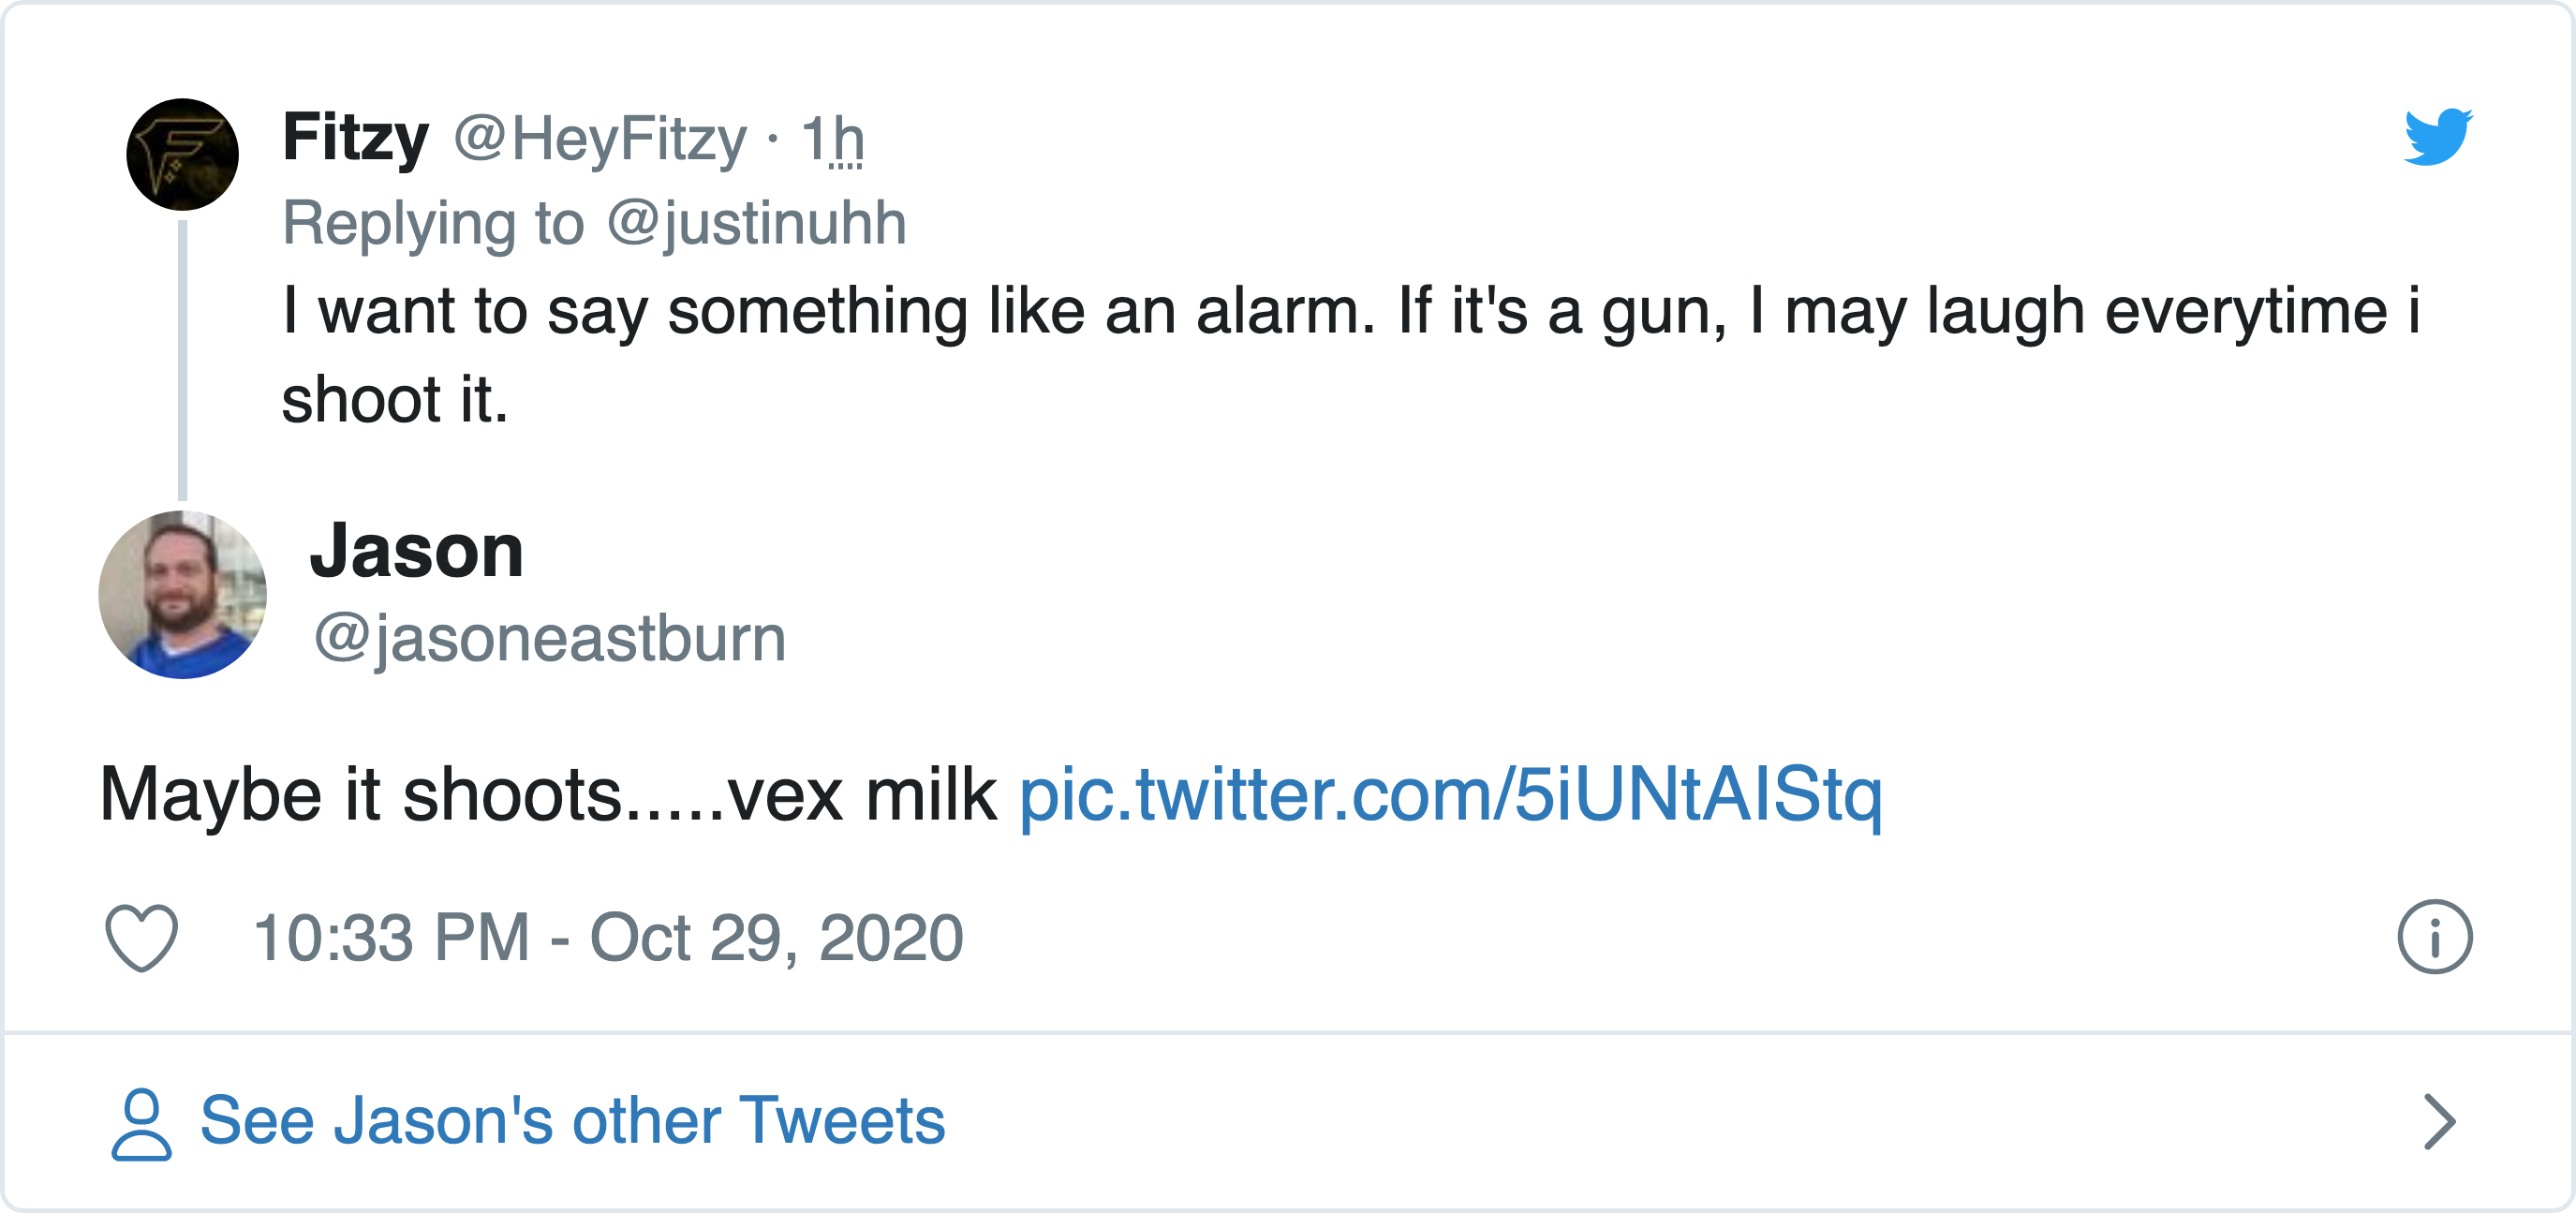 Fitzy @HeyFitzy · 1h
Replying to @justinuhh
I want to say something like an alarm. If it's a gun, I may laugh everytime i
shoot it.
Jason
@jasoneastburn
Maybe it shoots.....vex milk pic.twitter.com/5iUNtAIStq
10:33 PM - Oct 29, 2020
See Jason's other Tweets